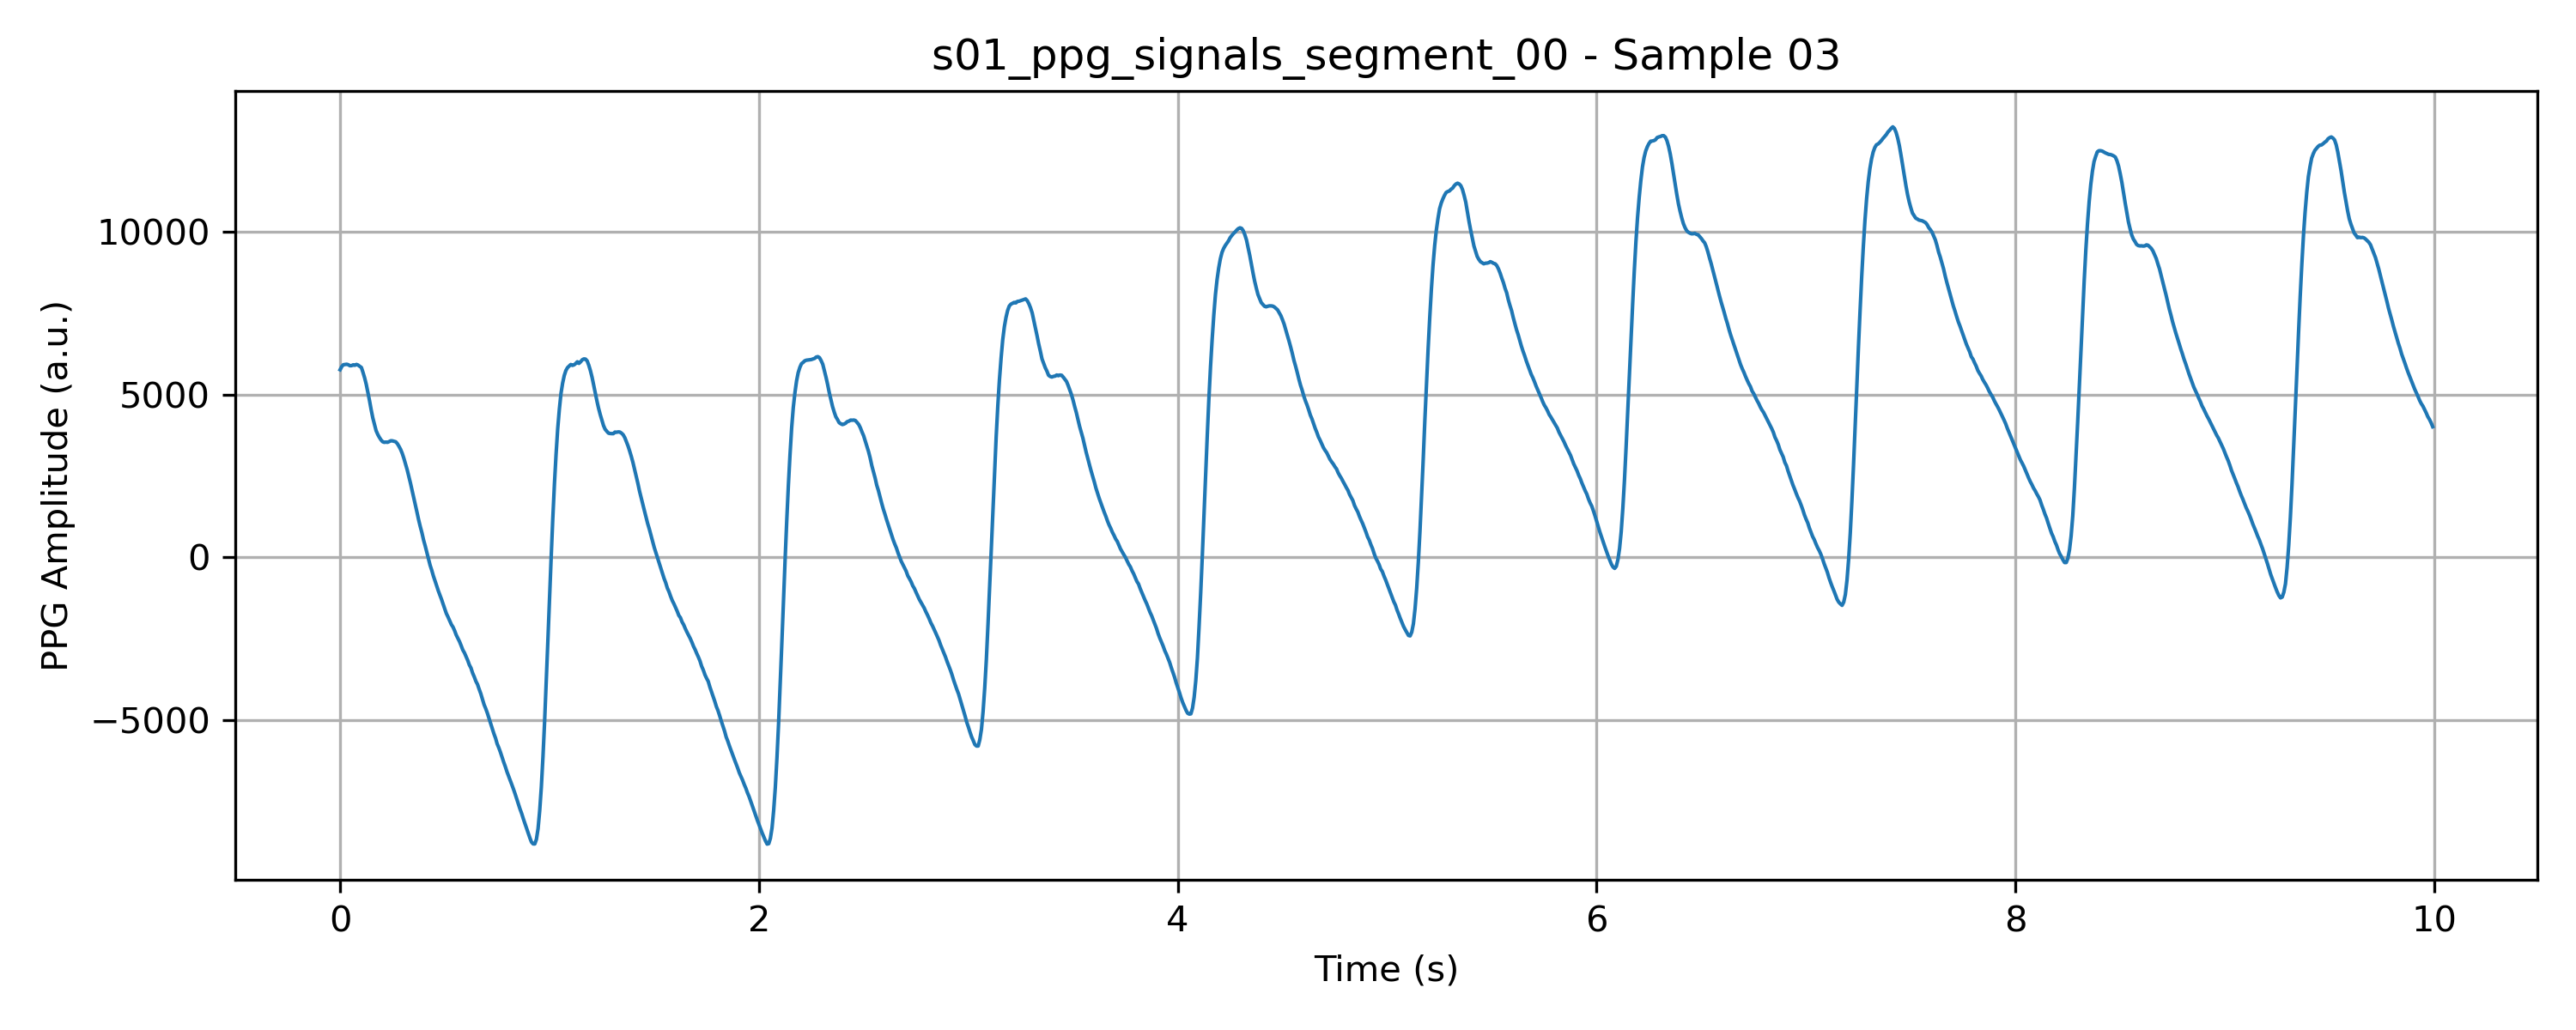 s01_ppg_signals_segment_00 - Sample 03
PPG Amplitude (a.u.)
10000
5000
0
−5000
0 2 4 6 8 10
Time (s)